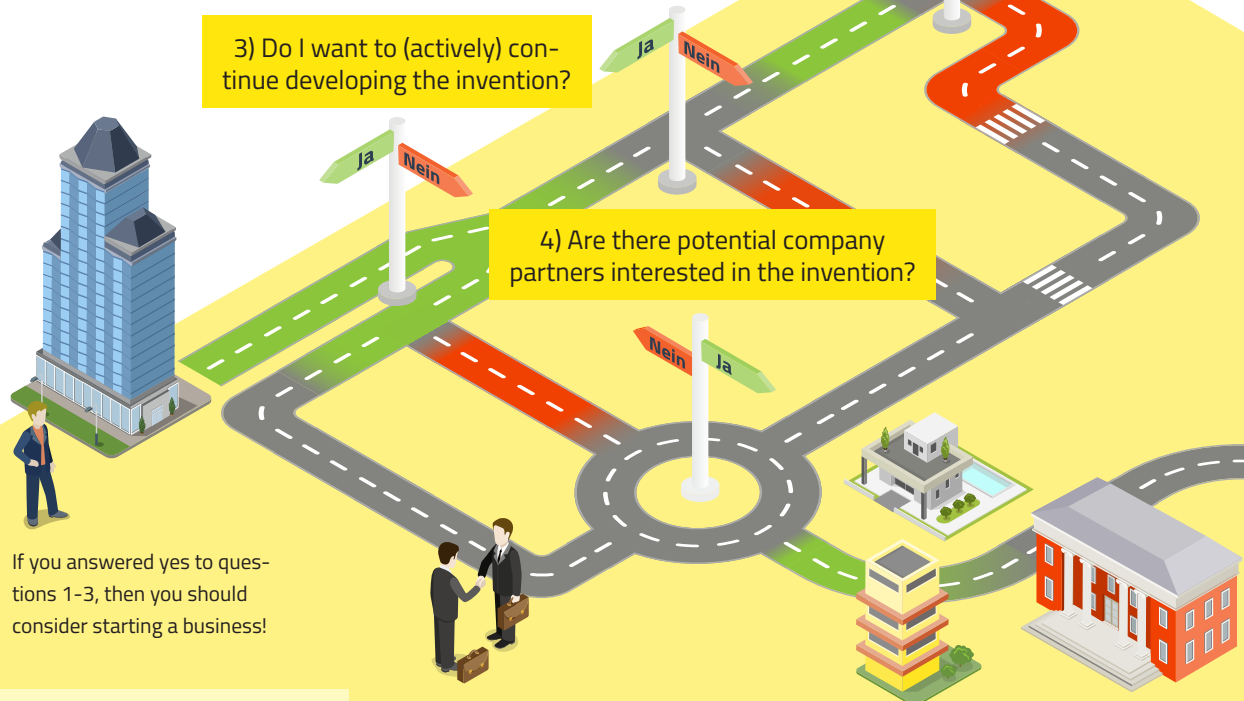 3) Do I want to (actively) con-
tinue developing the invention?
Ja
Nein
Ja
Nein
4) Are there potential company
partners interested in the invention?
Nein
Ja
If you answered yes to ques-
tions 1-3, then you should
consider starting a business!